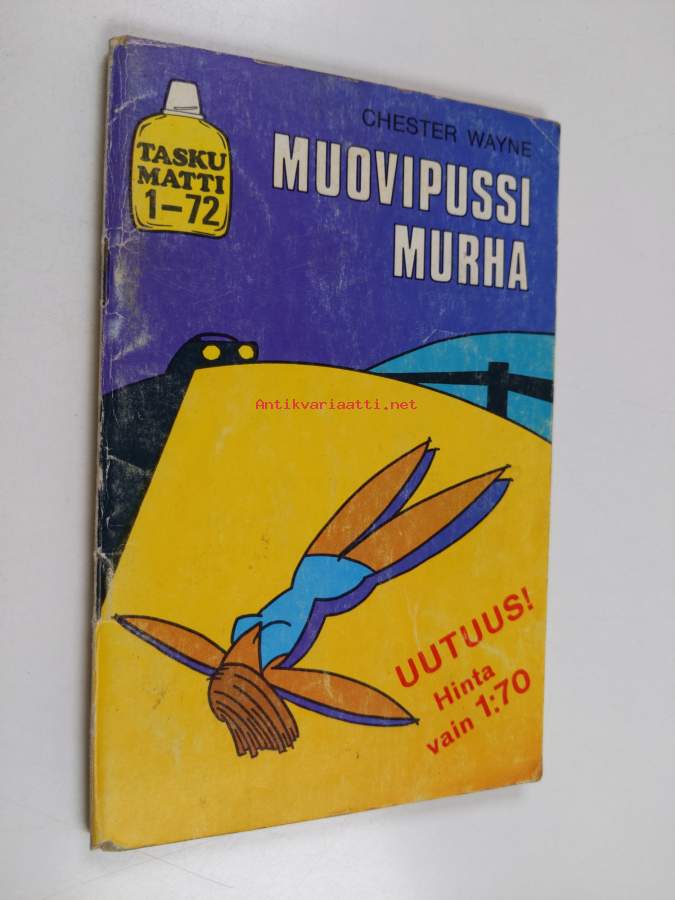 TASKU
MATTI
1-72
CHESTER WAYNE
MUOVIPUSSI
MURHA
Antikvariaatti.net
UUTUUS!
Hinta
vain 1:70